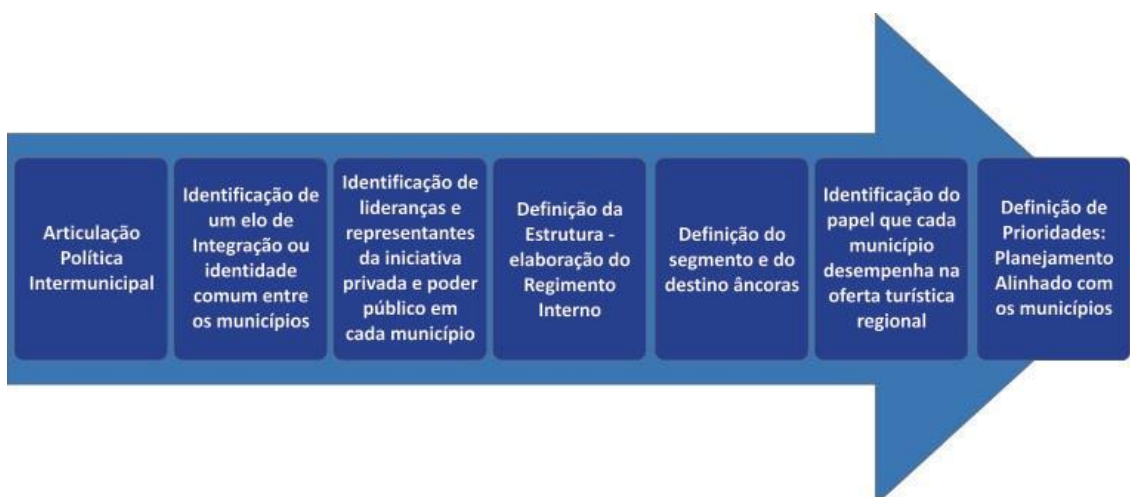 Articulação
Política
Intermunicipal
Identificação de
um elo de
Integração ou
identidade
comum entre
os municípios
Identificação de
lideranças e
representantes
da iniciativa
privada e poder
público em
cada município
Definição da
Estrutura -
elaboração do
Regimento
Interno
Definição do
segmento e do
destino âncoras
Identificação do
papel que cada
município
desempenha na
oferta turística
regional
Definição de
Prioridades:
Planejamento
Alinhado com
os municípios